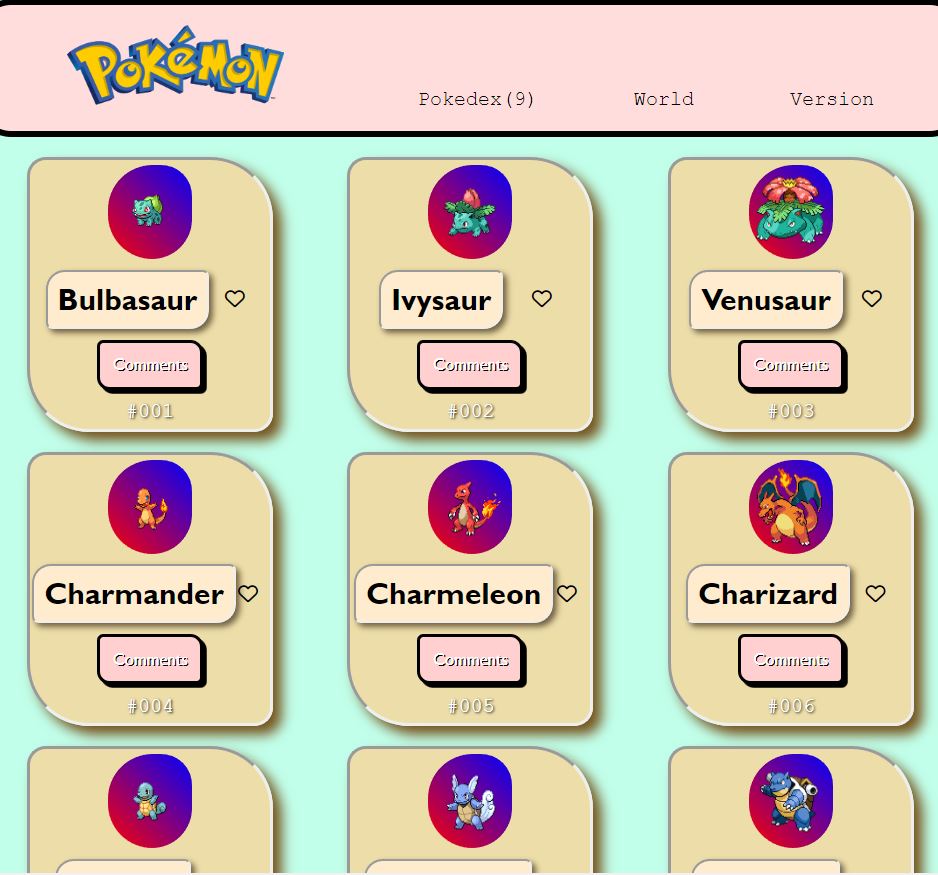 POKéMON
Pokedex(9) World Version
Bulbasaur Ivysaur Venusaur
Comments Comments Comments
#001 #002 #003
Charmander Charmeleon Charizard
Comments Comments Comments
#004 #005 #006